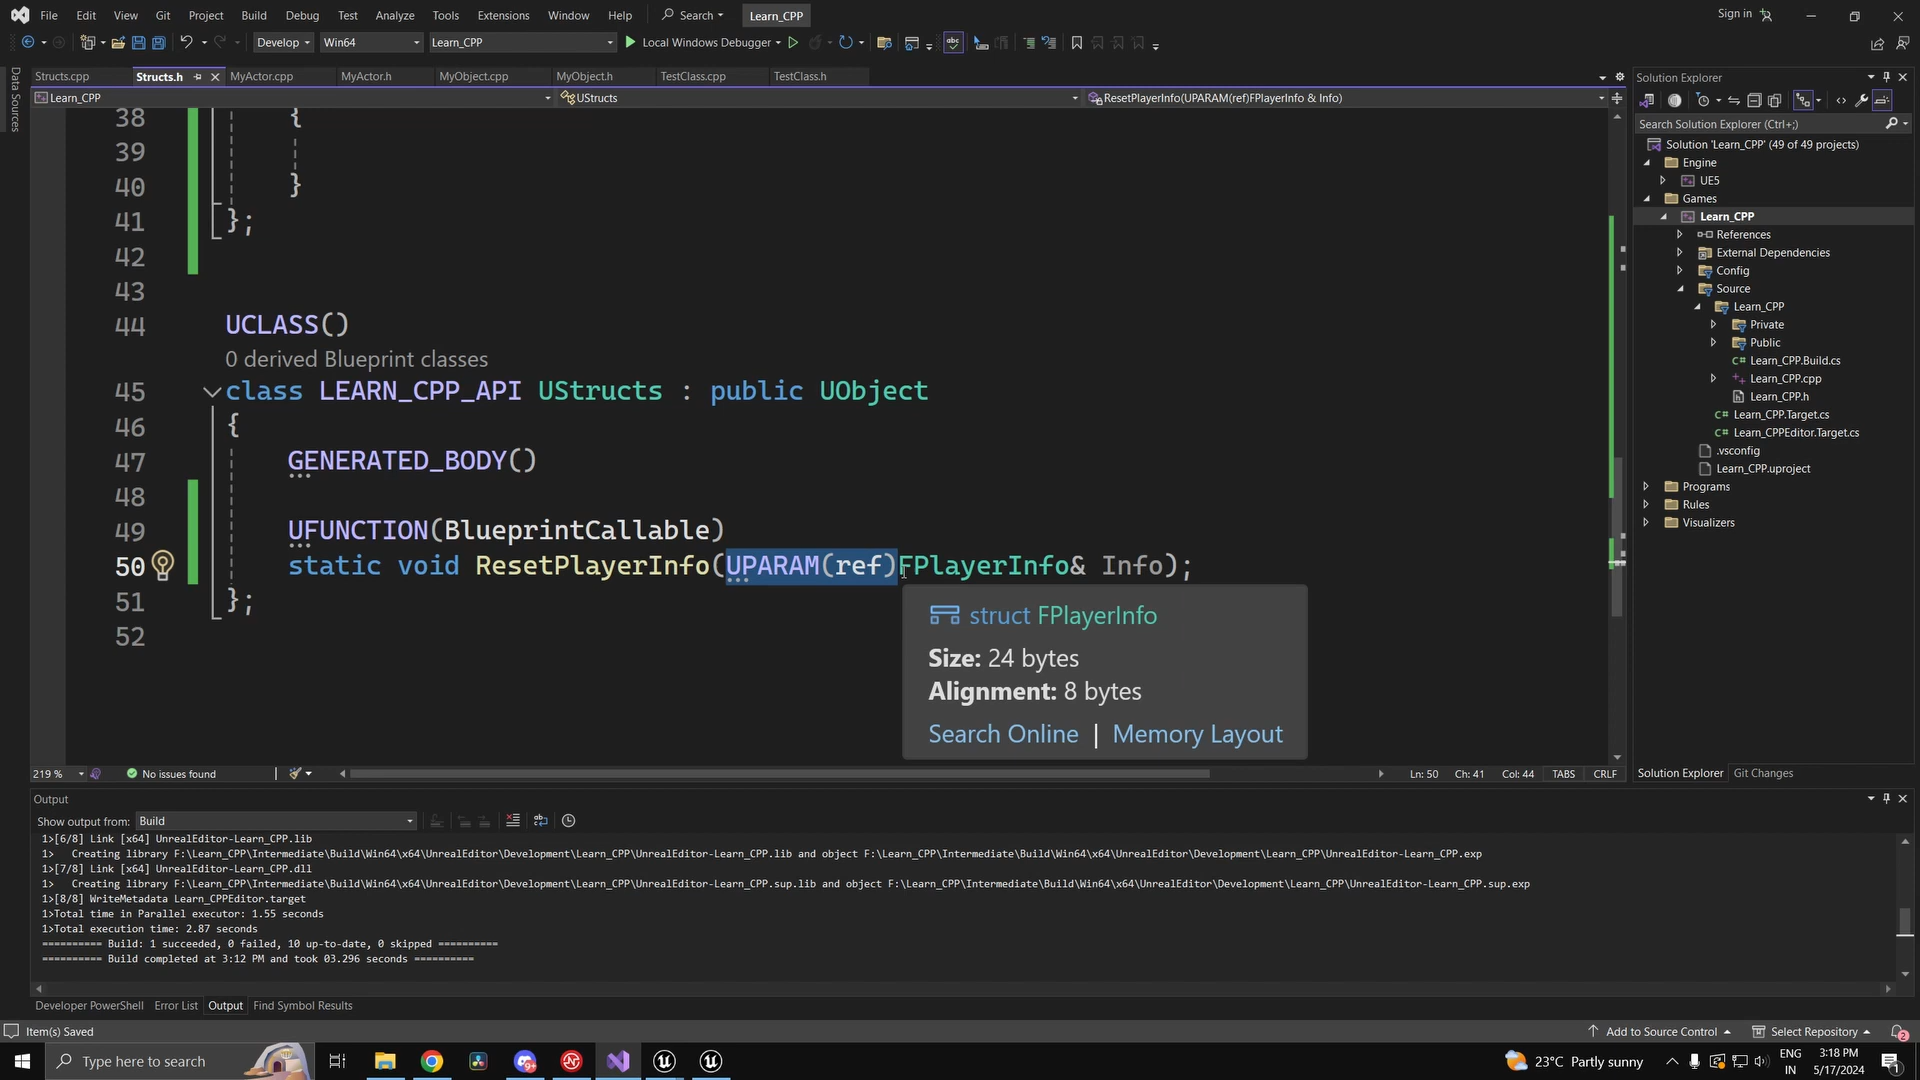 File Edit View Git Project Build Debug Test Analyze Tools Extensions Window Help Search Learn_CPP Sign in
Develop Win64 Learn_CPP Local Windows Debugger
Structs.cpp Structs.h MyActor.cpp MyActor.h MyObject.cpp MyObject.h TestClass.cpp TestClass.h
Learn_CPP UStructs ResetPlayerInfo(UPARAM(ref)FPlayerInfo & Info)
Data Sources
38 {
39
40 }
41 };
42
43
44 UCLASS()
0 derived Blueprint classes
45 class LEARN_CPP_API UStructs : public UObject
46 {
47 GENERATED_BODY()
48
49 UFUNCTION(BlueprintCallable)
50 static void ResetPlayerInfo(UPARAM(ref)FPlayerInfo& Info);
51 };
52
struct FPlayerInfo
Size: 24 bytes
Alignment: 8 bytes
Search Online | Memory Layout
219 % No issues found Ln: 50 Ch: 41 Col: 44 TABS CRLF
Solution Explorer
Search Solution Explorer (Ctrl+;)
Solution 'Learn_CPP' (49 of 49 projects)
Engine
UE5
Games
Learn_CPP
References
External Dependencies
Config
Source
Learn_CPP
Private
Public
Learn_CPP.Build.cs
Learn_CPP.cpp
Learn_CPP.h
Learn_CPP.Target.cs
Learn_CPPEditor.Target.cs
.vsconfig
Learn_CPP.uproject
Programs
Rules
Visualizers
Solution Explorer Git Changes
Output
Show output from: Build
1>[6/8] Link [x64] UnrealEditor-Learn_CPP.lib
1> Creating library F:\Learn_CPP\Intermediate\Build\Win64\x64\UnrealEditor\Development\Learn_CPP\UnrealEditor-Learn_CPP.lib and object F:\Learn_CPP\Intermediate\Build\Win64\x64\UnrealEditor\Development\Learn_CPP\UnrealEditor-Learn_CPP.exp
1>[7/8] Link [x64] UnrealEditor-Learn_CPP.dll
1> Creating library F:\Learn_CPP\Intermediate\Build\Win64\x64\UnrealEditor\Development\Learn_CPP\UnrealEditor-Learn_CPP.sup.lib and object F:\Learn_CPP\Intermediate\Build\Win64\x64\UnrealEditor\Development\Learn_CPP\UnrealEditor-Learn_CPP.sup.exp
1>[8/8] WriteMetadata Learn_CPPEditor.target
1>Total time in Parallel executor: 1.55 seconds
1>Total execution time: 2.87 seconds
========== Build: 1 succeeded, 0 failed, 10 up-to-date, 0 skipped ==========
========== Build completed at 3:12 PM and took 03.296 seconds ==========
Developer PowerShell Error List Output Find Symbol Results
Item(s) Saved Add to Source Control Select Repository 2
Type here to search 23°C Partly sunny ENG IN 3:18 PM 5/17/2024 1